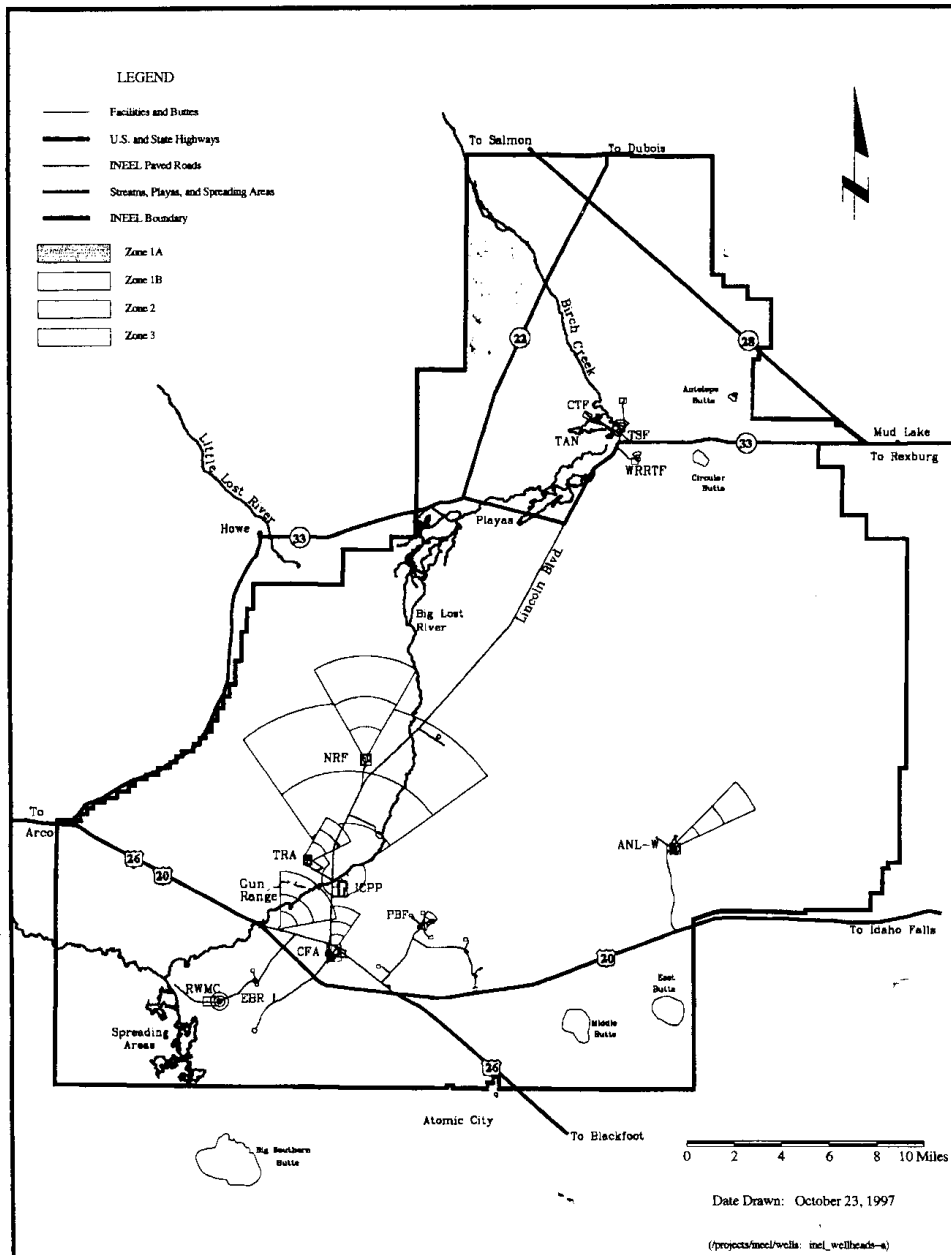 LEGEND
Facilities and Buttes
U.S. and State Highways
INEEL Paved Roads
Streams, Playas, and Spreading Areas
INEEL Boundary
Zone 1A
Zone 1B
Zone 2
Zone 3
N
To Salmon
To Dubois
22
28
Birch Creek
Antelope
Butte
CTF
TSF
TAN
Mud Lake
33
To Rexburg
WRRTF
Circular
Butte
Little Lost River
Playas
Howe
33
Lincoln Blvd.
Big Lost
River
NRF
To
Arco
26
20
TRA
ANL-W
Gun
Range
ICPP
PBF
To Idaho Falls
CFA
20
RWMC
EBR I
East
Butte
Middle
Butte
Spreading
Areas
26
Atomic City
To Blackfoot
Big Southern
Butte
0 2 4 6 8 10 Miles
Date Drawn: October 23, 1997
(/projects/ineel/wells: inel_wellheads-a)